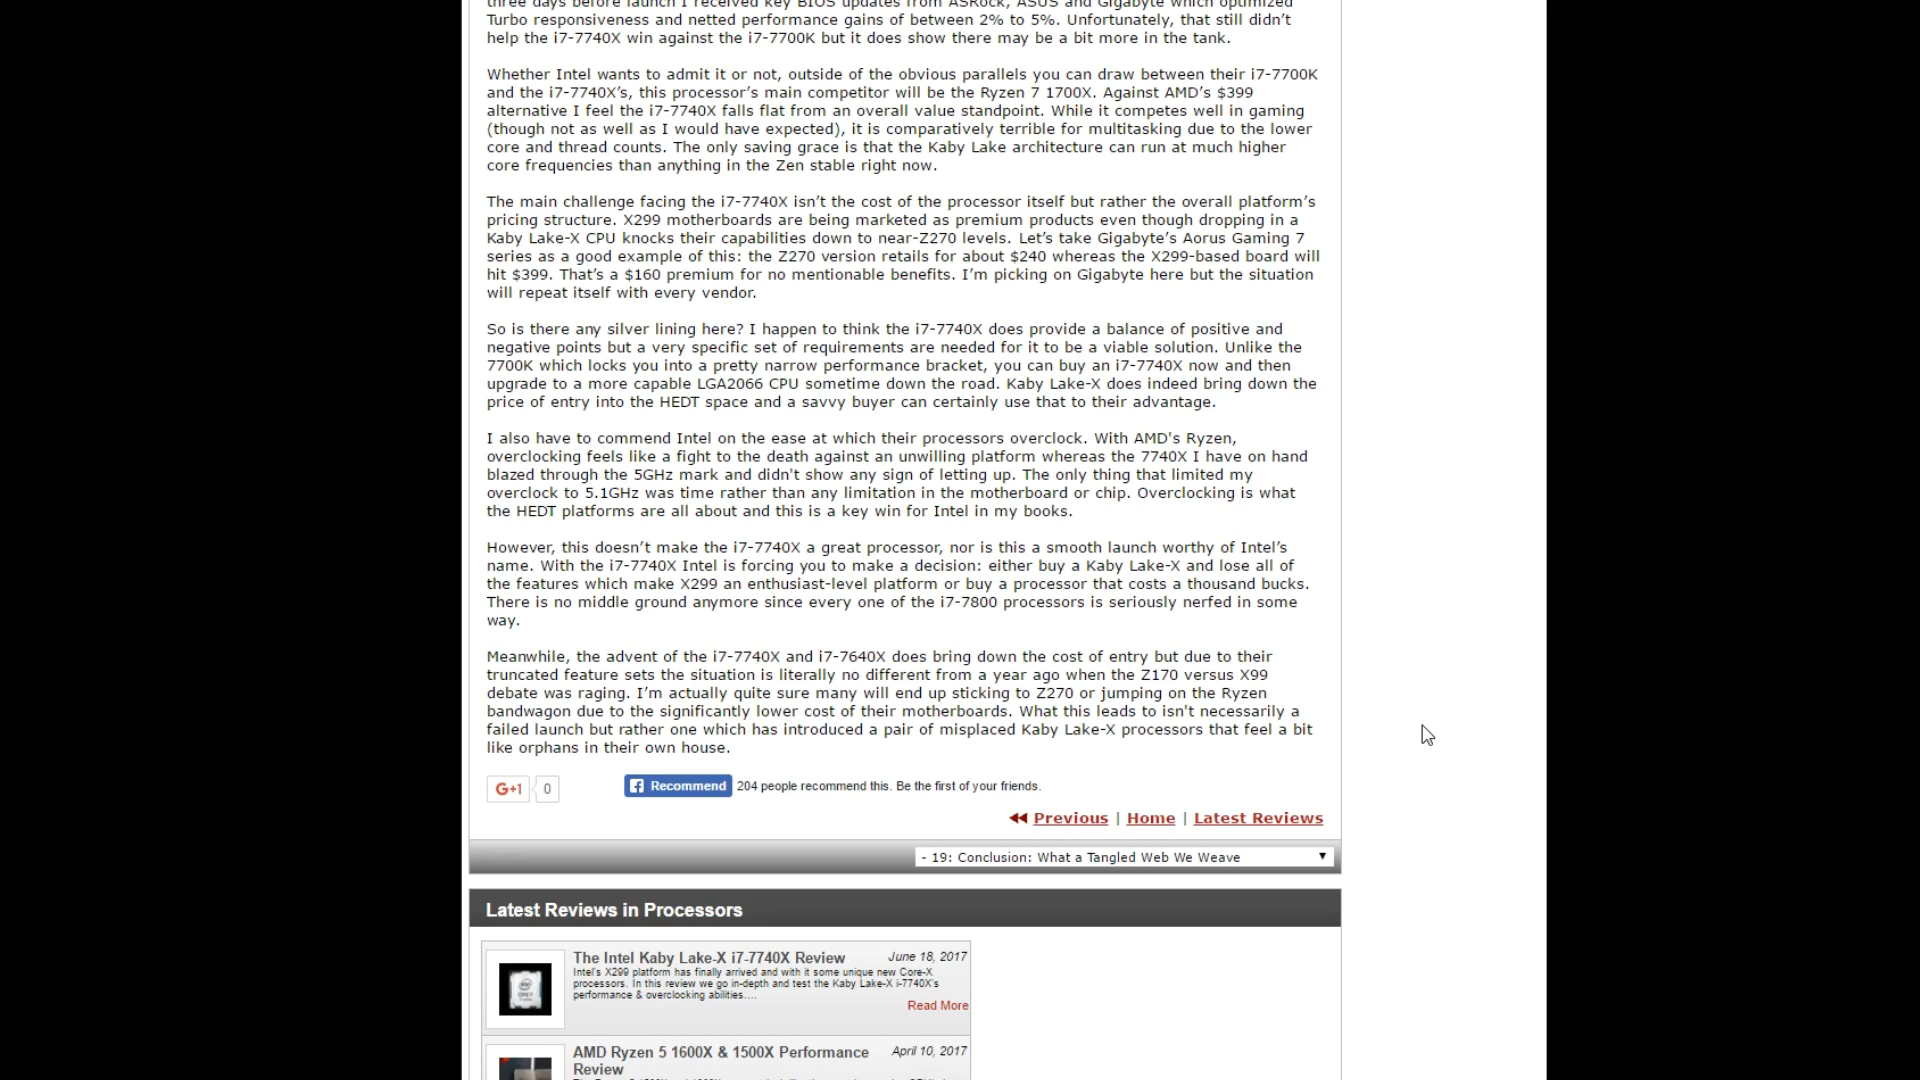 three days before launch I received key BIOS updates from ASRock, ASUS and Gigabyte which optimized
Turbo responsiveness and netted performance gains of between 2% to 5%. Unfortunately, that still didn’t
help the i7-7740X win against the i7-7700K but it does show there may be a bit more in the tank.
Whether Intel wants to admit it or not, outside of the obvious parallels you can draw between their i7-7700K
and the i7-7740X’s, this processor’s main competitor will be the Ryzen 7 1700X. Against AMD’s $399
alternative I feel the i7-7740X falls flat from an overall value standpoint. While it competes well in gaming
(though not as well as I would have expected), it is comparatively terrible for multitasking due to the lower
core and thread counts. The only saving grace is that the Kaby Lake architecture can run at much higher
core frequencies than anything in the Zen stable right now.
The main challenge facing the i7-7740X isn’t the cost of the processor itself but rather the overall platform’s
pricing structure. X299 motherboards are being marketed as premium products even though dropping in a
Kaby Lake-X CPU knocks their capabilities down to near-Z270 levels. Let’s take Gigabyte’s Aorus Gaming 7
series as a good example of this: the Z270 version retails for about $240 whereas the X299-based board will
hit $399. That’s a $160 premium for no mentionable benefits. I’m picking on Gigabyte here but the situation
will repeat itself with every vendor.
So is there any silver lining here? I happen to think the i7-7740X does provide a balance of positive and
negative points but a very specific set of requirements are needed for it to be a viable solution. Unlike the
7700K which locks you into a pretty narrow performance bracket, you can buy an i7-7740X now and then
upgrade to a more capable LGA2066 CPU sometime down the road. Kaby Lake-X does indeed bring down the
price of entry into the HEDT space and a savvy buyer can certainly use that to their advantage.
I also have to commend Intel on the ease at which their processors overclock. With AMD's Ryzen,
overclocking feels like a fight to the death against an unwilling platform whereas the 7740X I have on hand
blazed through the 5GHz mark and didn't show any sign of letting up. The only thing that limited my
overclock to 5.1GHz was time rather than any limitation in the motherboard or chip. Overclocking is what
the HEDT platforms are all about and this is a key win for Intel in my books.
However, this doesn’t make the i7-7740X a great processor, nor is this a smooth launch worthy of Intel’s
name. With the i7-7740X Intel is forcing you to make a decision: either buy a Kaby Lake-X and lose all of
the features which make X299 an enthusiast-level platform or buy a processor that costs a thousand bucks.
There is no middle ground anymore since every one of the i7-7800 processors is seriously nerfed in some
way.
Meanwhile, the advent of the i7-7740X and i7-7640X does bring down the cost of entry but due to their
truncated feature sets the situation is literally no different from a year ago when the Z170 versus X99
debate was raging. I’m actually quite sure many will end up sticking to Z270 or jumping on the Ryzen
bandwagon due to the significantly lower cost of their motherboards. What this leads to isn't necessarily a
failed launch but rather one which has introduced a pair of misplaced Kaby Lake-X processors that feel a bit
like orphans in their own house.
G+1 0 Recommend 204 people recommend this. Be the first of your friends.
Previous | Home | Latest Reviews
- 19: Conclusion: What a Tangled Web We Weave
Latest Reviews in Processors
The Intel Kaby Lake-X i7-7740X Review June 18, 2017
Intel's X299 platform has finally arrived and with it some unique new Core-X
processors. In this review we go in-depth and test the Kaby Lake-X i-7740X's
performance & overclocking abilities....
Read More
AMD Ryzen 5 1600X & 1500X Performance April 10, 2017
Review